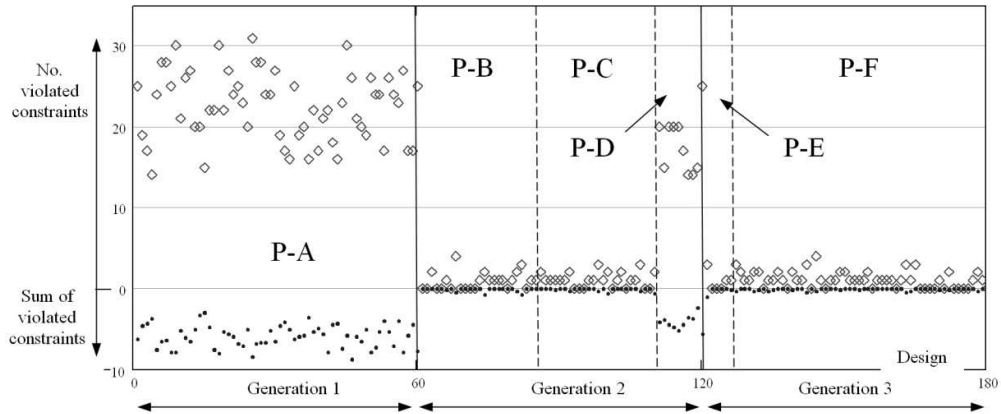 30
20
10
0
−10
No.
violated
constraints
Sum of
violated
constraints
P-A
P-B
P-C
P-D
P-E
P-F
Design
0
60
120
180
Generation 1
Generation 2
Generation 3